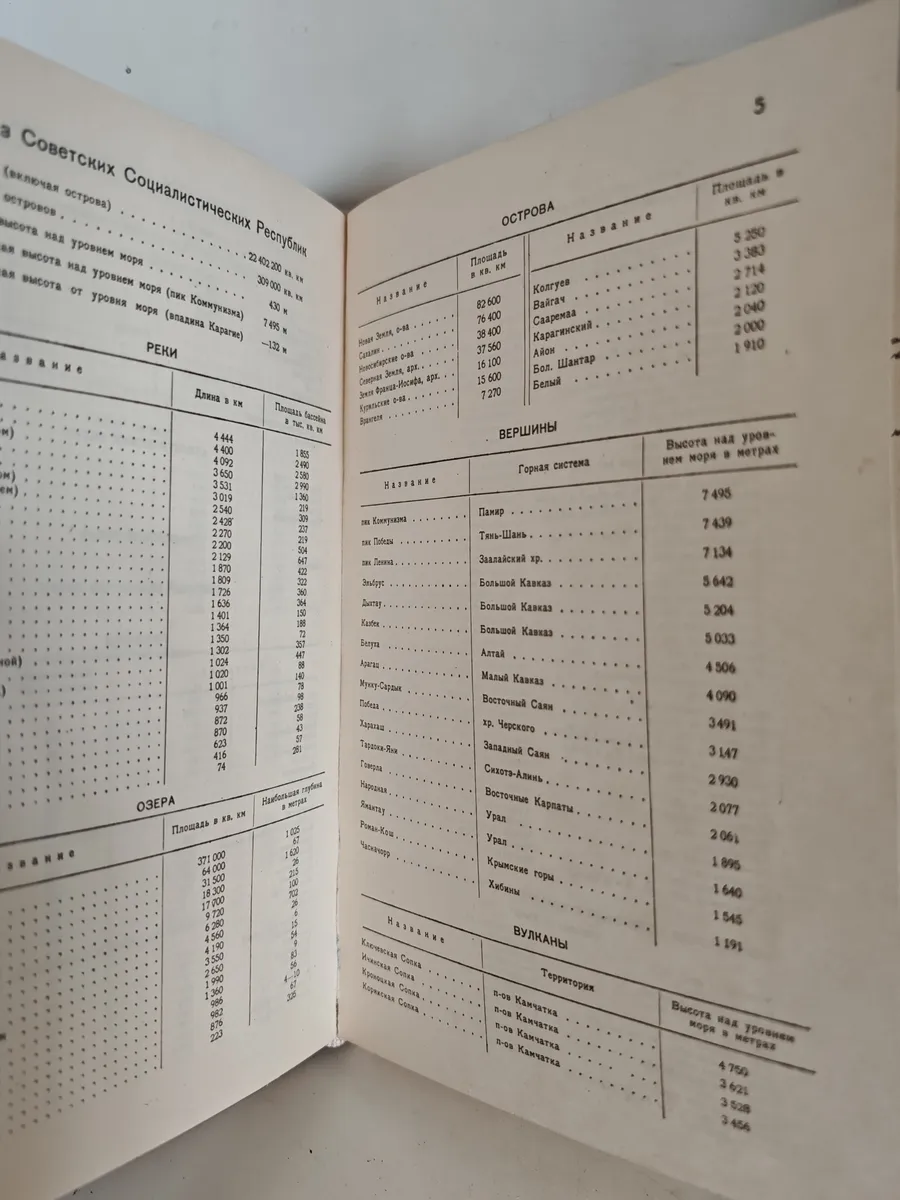 а Советских Социалистических Республик
(включая острова) . . . 22 402 200 кв. км
островов . . . 309 000 кв. км
высота над уровнем моря . . . 430 м
ая высота над уровнем моря (пик Коммунизма) 7 495 м
ая высота от уровня моря (впадина Карагие) —132 м
РЕКИ
азвание Длина в км Площадь бассейна в тыс. кв. км
4 444 1 855
4 400 2 490
4 092 2 580
3 650 2 990
3 531 1 360
3 019 219
2 540 309
2 428 237
2 270 219
2 200 504
2 129 647
1 870 422
1 809 322
1 726 360
1 636 364
1 401 150
1 364 188
1 350 72
1 302 357
1 024 447
1 020 88
1 001 140
966 78
937 98
872 238
870 58
623 43
416 57
74 281
ОЗЕРА
азвание Площадь в кв. км Наибольшая глубина в метрах
371 000 1 025
64 000 67
31 500 1 620
18 300 26
17 000 215
9 720 100
6 280 702
4 560 26
4 190 6
3 550 15
2 650 54
1 990 9
1 360 83
986 56
982 4—10
876 67
223 325
5
ОСТРОВА
Название Площадь в кв. км
Новая Земля, о-ва . . . 82 600
Сахалин . . . 76 400
Новосибирские о-ва . . . 38 400
Северная Земля, арх. . . . 37 560
Земля Франца-Иосифа, арх. . . . 16 100
Курильские о-ва . . . 15 600
Врангеля . . . 7 270
Название Площадь в кв. км
Колгуев . . . 5 250
Вайгач . . . 3 383
Сааремаа . . . 2 714
Карагинский . . . 2 120
Айон . . . 2 040
Бол. Шантар . . . 2 000
Белый . . . 1 910
ВЕРШИНЫ
Название Горная система Высота над уровнем моря в метрах
пик Коммунизма . . . Памир . . . 7 495
пик Победы . . . Тянь-Шань . . . 7 439
пик Ленина . . . Заалайский хр. . . . 7 134
Эльбрус . . . Большой Кавказ . . . 5 642
Дыхтау . . . Большой Кавказ . . . 5 204
Казбек . . . Большой Кавказ . . . 5 033
Белуха . . . Алтай . . . 4 506
Арагац . . . Малый Кавказ . . . 4 090
Мунку-Сардык . . . Восточный Саян . . . 3 491
Победа . . . хр. Черского . . . 3 147
Западный Саян . . . 2 930
Тардоки-Яни . . . Сихотэ-Алинь . . . 2 077
Говерла . . . Восточные Карпаты . . . 2 061
Народная . . . Урал . . . 1 895
Ямантау . . . Урал . . . 1 640
Роман-Кош . . . Крымские горы . . . 1 545
Часначорр . . . Хибины . . . 1 191
ВУЛКАНЫ
Название Территория Высота над уровнем моря в метрах
Ключевская Сопка . . . п-ов Камчатка . . . 4 750
Ичинская Сопка . . . п-ов Камчатка . . . 3 621
Кроноцкая Сопка . . . п-ов Камчатка . . . 3 528
Корякская Сопка . . . п-ов Камчатка . . . 3 456